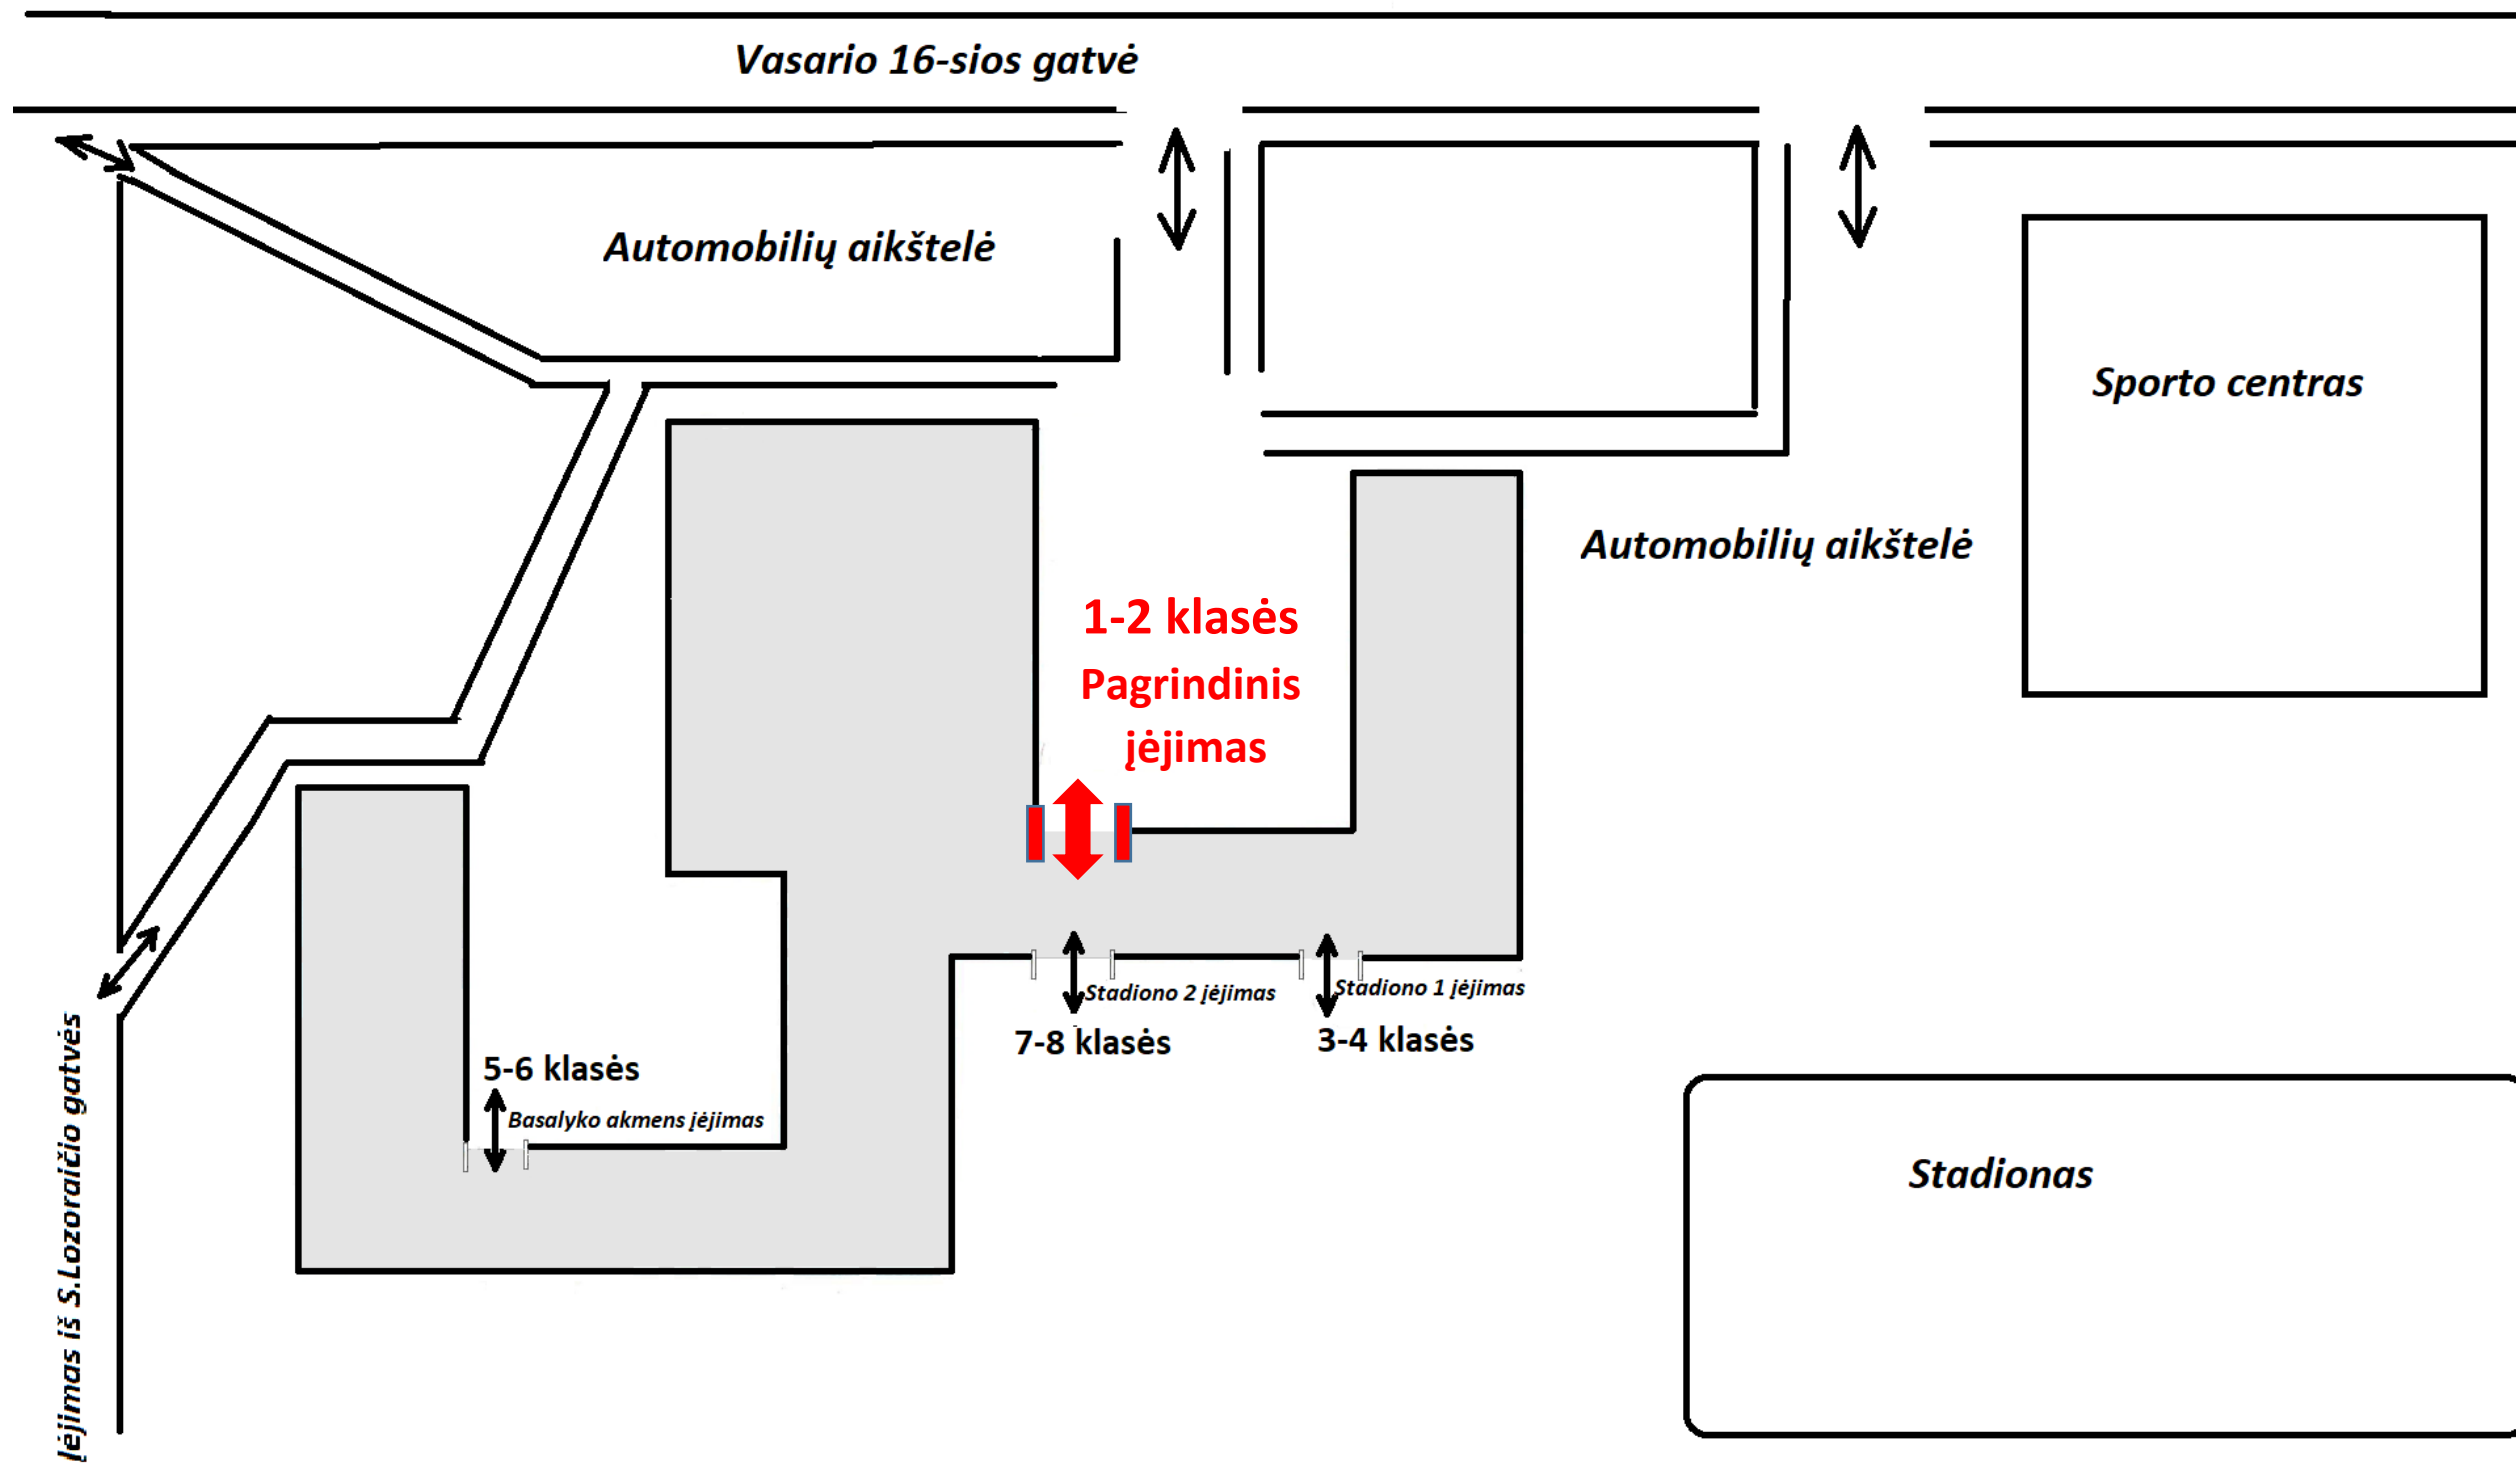 Vasario 16-sios gatvė
Automobilių aikštelė
Sporto centras
Automobilių aikštelė
1-2 klasės
Pagrindinis
įėjimas
Stadiono 2 įėjimas
Stadiono 1 įėjimas
7-8 klasės
3-4 klasės
5-6 klasės
Basalyko akmens įėjimas
Stadionas
Įėjimas iš S.Lozoraičio gatvės